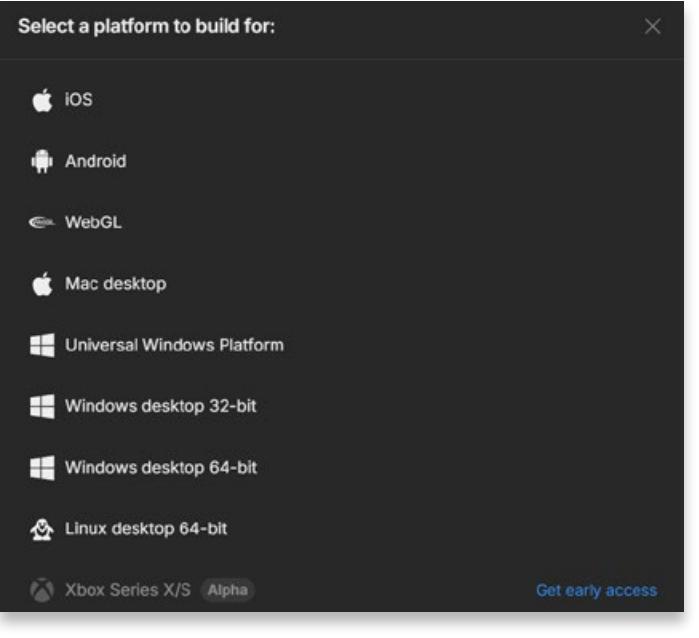 Select a platform to build for:
iOS
Android
WebGL
Mac desktop
Universal Windows Platform
Windows desktop 32-bit
Windows desktop 64-bit
Linux desktop 64-bit
Xbox Series X/S Alpha Get early access